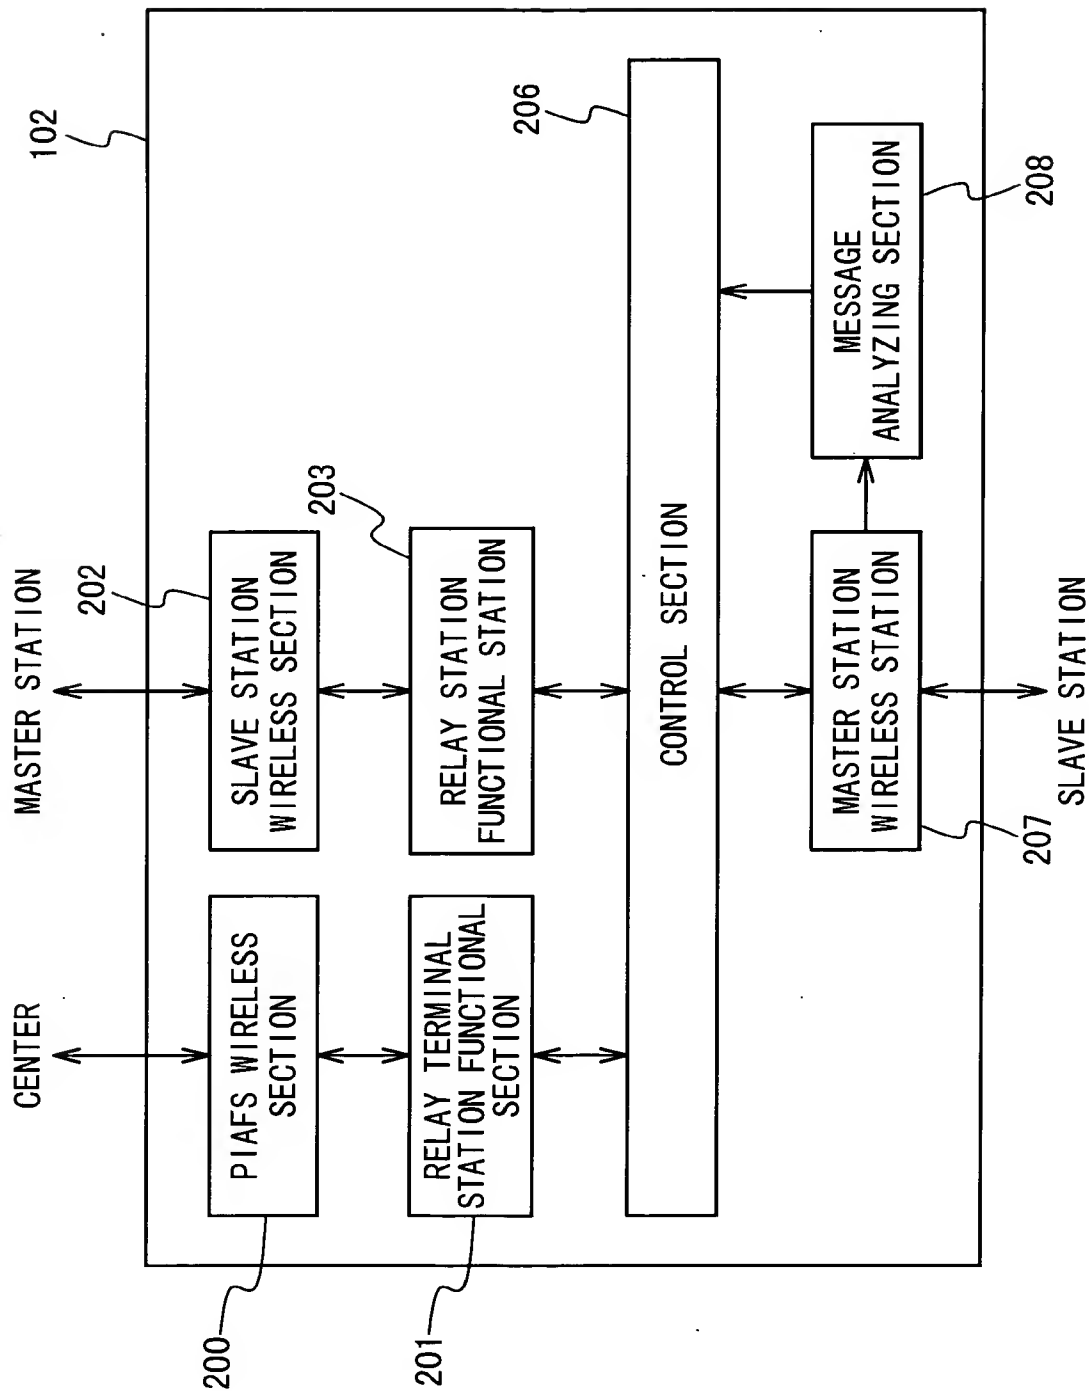 CENTER
MASTER STATION
102
200
PIAFS WIRELESS
SECTION
202
SLAVE STATION
WIRELESS SECTION
201
RELAY TERMINAL
STATION FUNCTIONAL
SECTION
203
RELAY STATION
FUNCTIONAL STATION
206
CONTROL SECTION
207
MASTER STATION
WIRELESS STATION
208
MESSAGE
ANALYZING SECTION
SLAVE STATION